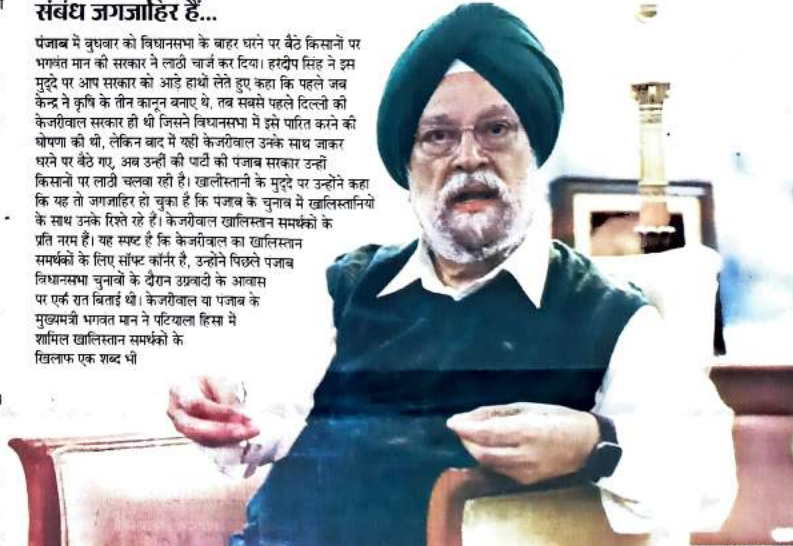 संबंध जगजाहिर हैं...
पंजाब में बुधवार को विधानसभा के बाहर घरने पर बैठे किसानों पर
भगवंत मान की सरकार ने लाठी चार्ज कर दिया। हरदीप सिंह ने इस
मुद्दे पर आप सरकार को आड़े हाथों लेते हुए कहा कि पहले जब
केन्द्र ने कृषि के तीन कानून बनाए थे, तब सबसे पहले दिल्ली की
केजरीवाल सरकार ही थी जिसने विधानसभा में इसे पारित करने की
घोषणा की थी, लेकिन बाद में यही केजरीवाल उनके साथ जाकर
घरने पर बैठे गए, अब उन्हीं की पार्टी की पंजाब सरकार उन्हीं
किसानों पर लाठी चलवा रही है। खालीस्तानी के मुद्दे पर उन्होंने कहा
कि यह तो जगजाहिर हो चुका है कि पंजाब के चुनाव में खालिस्तानियों
के साथ उनके रिश्ते रहे हैं। केजरीवाल खालिस्तान समर्थकों के
प्रति नरम हैं। यह स्पष्ट है कि केजरीवाल का खालिस्तान
समर्थकों के लिए सॉफ्ट कॉर्नर है, उन्होंने पिछले पंजाब
विधानसभा चुनावों के दौरान उग्रवादी के आवास
पर एक रात बिताई थी। केजरीवाल या पंजाब के
मुख्यमंत्री भगवंत मान ने पटियाला हिंसा में
शामिल खालिस्तान समर्थकों के
खिलाफ एक शब्द भी